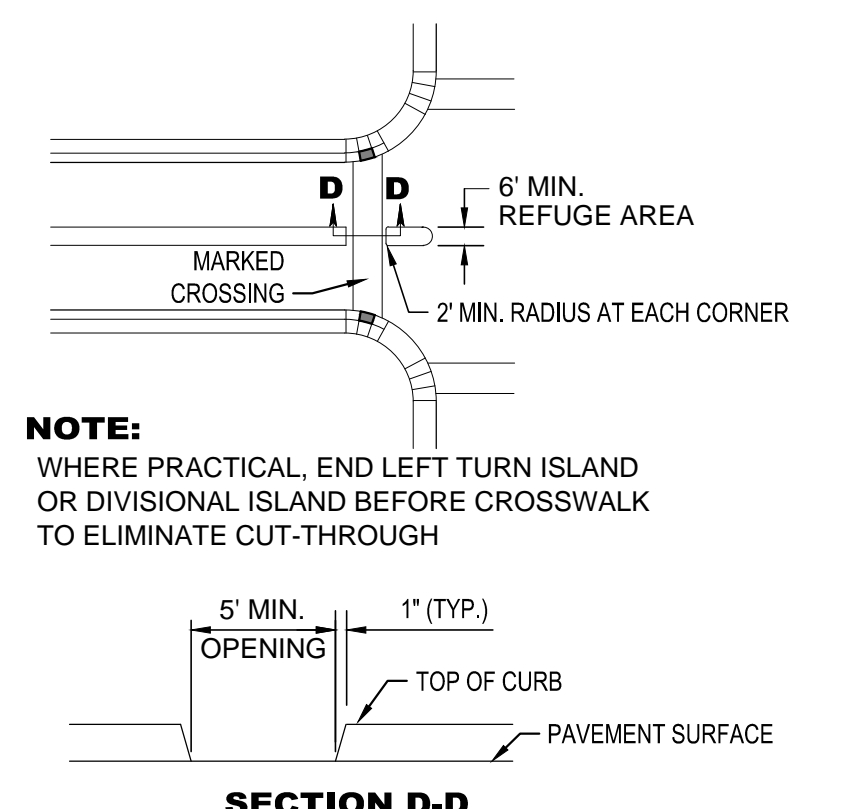 D D
6' MIN.
REFUGE AREA
MARKED
CROSSING
2' MIN. RADIUS AT EACH CORNER
NOTE:
WHERE PRACTICAL, END LEFT TURN ISLAND
OR DIVISIONAL ISLAND BEFORE CROSSWALK
TO ELIMINATE CUT-THROUGH
5' MIN.
OPENING
1" (TYP.)
TOP OF CURB
PAVEMENT SURFACE
SECTION D-D